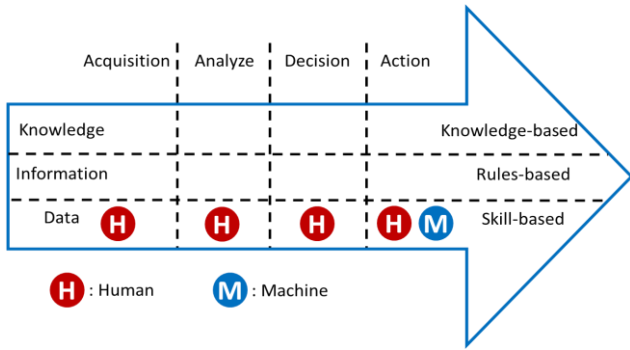 Acquisition Analyze Decision Action
Knowledge Knowledge-based
Information Rules-based
Data H H H H M Skill-based
H : Human M : Machine